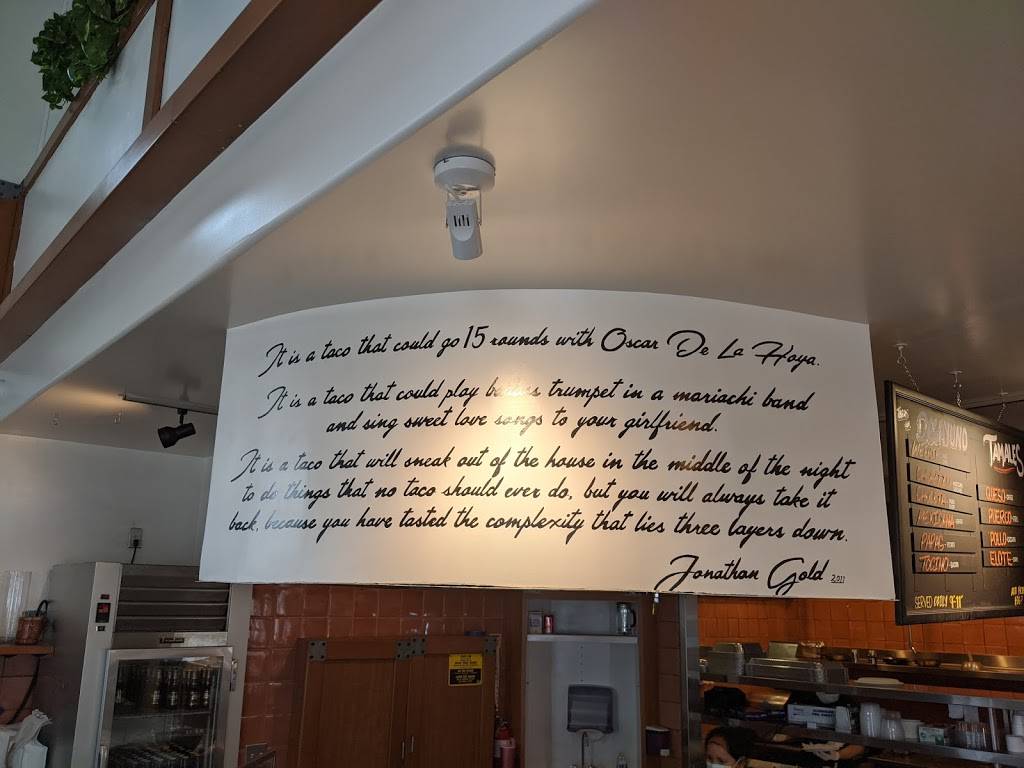 It is a taco that could go 15 rounds with Oscar De La Hoya.
It is a taco that could play badass trumpet in a mariachi band
and sing sweet love songs to your girlfriend.
It is a taco that will sneak out of the house in the middle of the night
to do things that no taco should ever do, but you will always take it
back, because you have tasted the complexity that lies three layers down.
Jonathan Gold 2011
DESAYUNO
PAPAS
TOCINO
TAMALES
QUESO
PUERCO
POLLO
ELOTE
SERVED